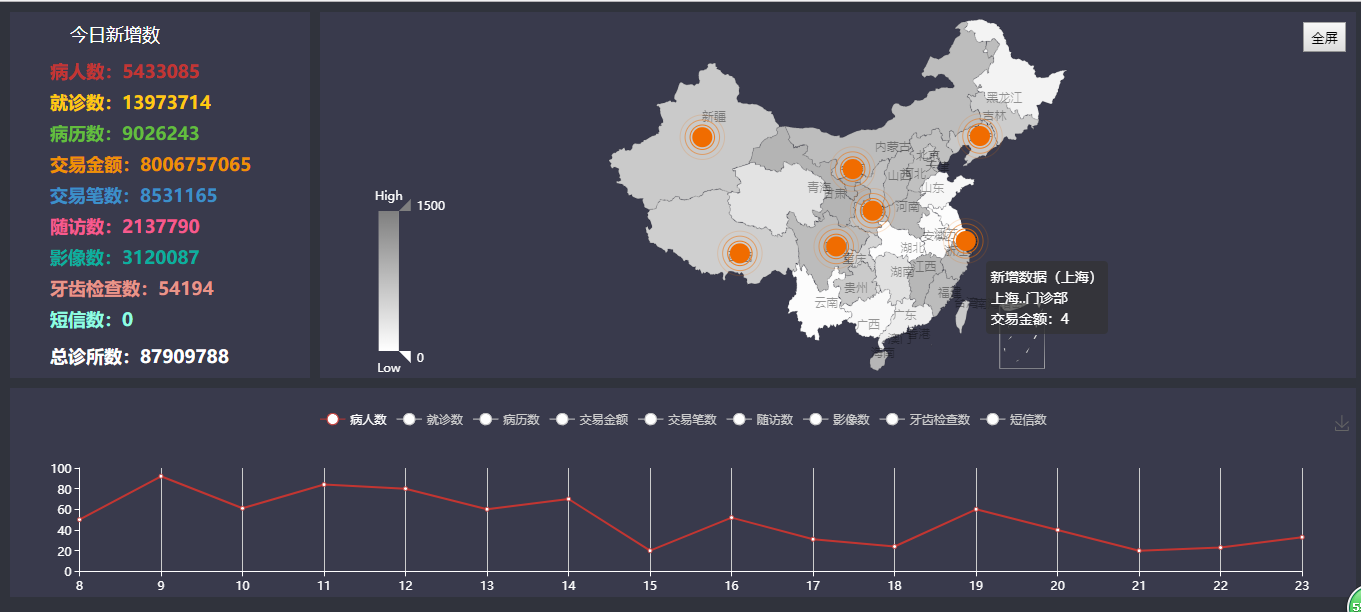 今日新增数
病人数：5433085
就诊数：13973714
病历数：9026243
交易金额：8006757065
交易笔数：8531165
随访数：2137790
影像数：3120087
牙齿检查数：54194
短信数：0
总诊所数：87909788
全屏
High
1500
0
Low
黑龙江
吉林
新疆
内蒙古
北京
山西
河北
山东
青海
甘肃
河南
安徽
湖北
重庆
湖南
江西
贵州
福建
云南
广西
广东
新增数据（上海）
上海..门诊部
交易金额：4
病人数 就诊数 病历数 交易金额 交易笔数 随访数 影像数 牙齿检查数 短信数
100
80
60
40
20
0
8 9 10 11 12 13 14 15 16 17 18 19 20 21 22 23